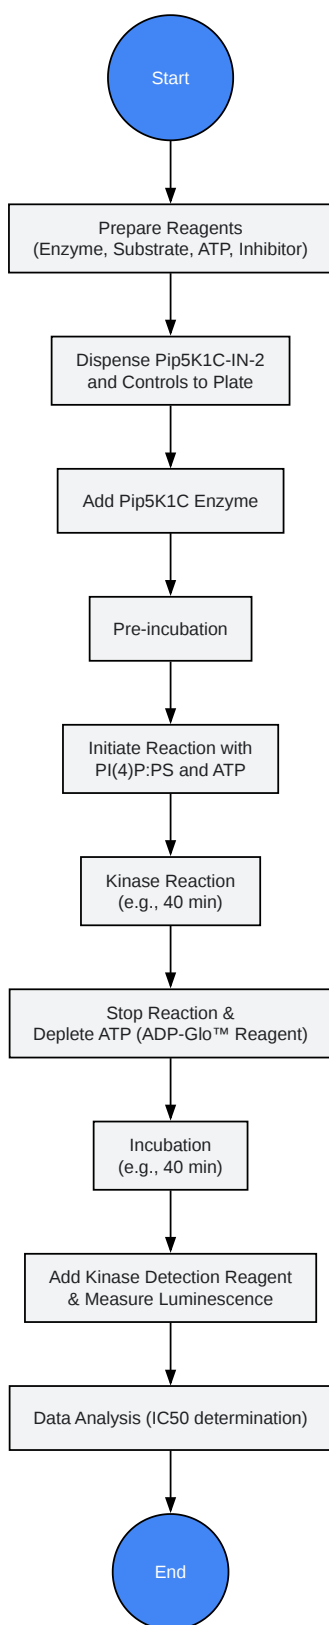 Start
Prepare Reagents
(Enzyme, Substrate, ATP, Inhibitor)
Dispense Pip5K1C-IN-2
and Controls to Plate
Add Pip5K1C Enzyme
Pre-incubation
Initiate Reaction with
PI(4)P:PS and ATP
Kinase Reaction
(e.g., 40 min)
Stop Reaction &
Deplete ATP (ADP-Glo™ Reagent)
Incubation
(e.g., 40 min)
Add Kinase Detection Reagent
& Measure Luminescence
Data Analysis (IC50 determination)
End